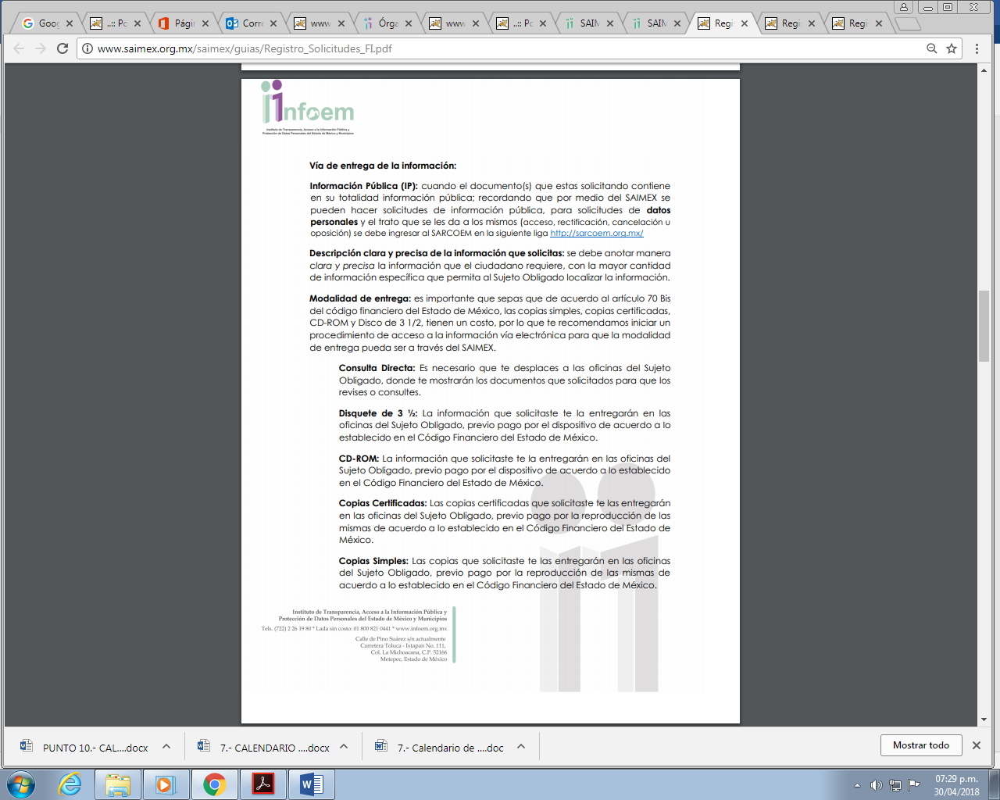 Goog
..:: Po
Págin
Corre
www
Órga
www
..:: Po
SAIM
SAIM
Regis
Regi
Regi
www.saimex.org.mx/saimex/guias/Registro_Solicitudes_FI.pdf
infoem
Instituto de Transparencia, Acceso a la Información Pública y
Protección de Datos Personales del Estado de México y Municipios
Vía de entrega de la información:
Información Pública (IP): cuando el documento(s) que estas solicitando contiene
en su totalidad información pública; recordando que por medio del SAIMEX se
pueden hacer solicitudes de información pública, para solicitudes de datos
personales y el trato que se les da a los mismos (acceso, rectificación, cancelación u
oposición) se debe ingresar al SARCOEM en la siguiente liga http://sarcoem.org.mx/
Descripción clara y precisa de la información que solicitas: se debe anotar manera
clara y precisa la información que el ciudadano requiere, con la mayor cantidad
de información específica que permita al Sujeto Obligado localizar la información.
Modalidad de entrega: es importante que sepas que de acuerdo al artículo 70 Bis
del código financiero del Estado de México, las copias simples, copias certificadas,
CD-ROM y Disco de 3 1/2, tienen un costo, por lo que te recomendamos iniciar un
procedimiento de acceso a la información vía electrónica para que la modalidad
de entrega pueda ser a través del SAIMEX.
Consulta Directa: Es necesario que te desplaces a las oficinas del Sujeto
Obligado, donde te mostrarán los documentos que solicitados para que los
revises o consultes.
Disquete de 3 ½: La información que solicitaste te la entregarán en las
oficinas del Sujeto Obligado, previo pago por el dispositivo de acuerdo a lo
establecido en el Código Financiero del Estado de México.
CD-ROM: La información que solicitaste te la entregarán en las oficinas del
Sujeto Obligado, previo pago por el dispositivo de acuerdo a lo establecido
en el Código Financiero del Estado de México.
Copias Certificadas: Las copias certificadas que solicitaste te las entregarán
en las oficinas del Sujeto Obligado, previo pago por la reproducción de las
mismas de acuerdo a lo establecido en el Código Financiero del Estado de
México.
Copias Simples: Las copias que solicitaste te las entregarán en las oficinas
del Sujeto Obligado, previo pago por la reproducción de las mismas de
acuerdo a lo establecido en el Código Financiero del Estado de México.
Instituto de Transparencia, Acceso a la Información Pública y
Protección de Datos Personales del Estado de México y Municipios
Tels. (722) 2 26 19 80 * Lada sin costo: 01 800 821 0441 * www.infoem.org.mx
Calle de Pino Suárez s/n actualmente
Carretera Toluca - Ixtapan No. 111,
Col. La Michoacana, C.P. 52166
Metepec, Estado de México
PUNTO 10.- CAL....docx
7.- CALENDARIO ....docx
7.- Calendario de ....doc
Mostrar todo
07:29 p.m.
30/04/2018